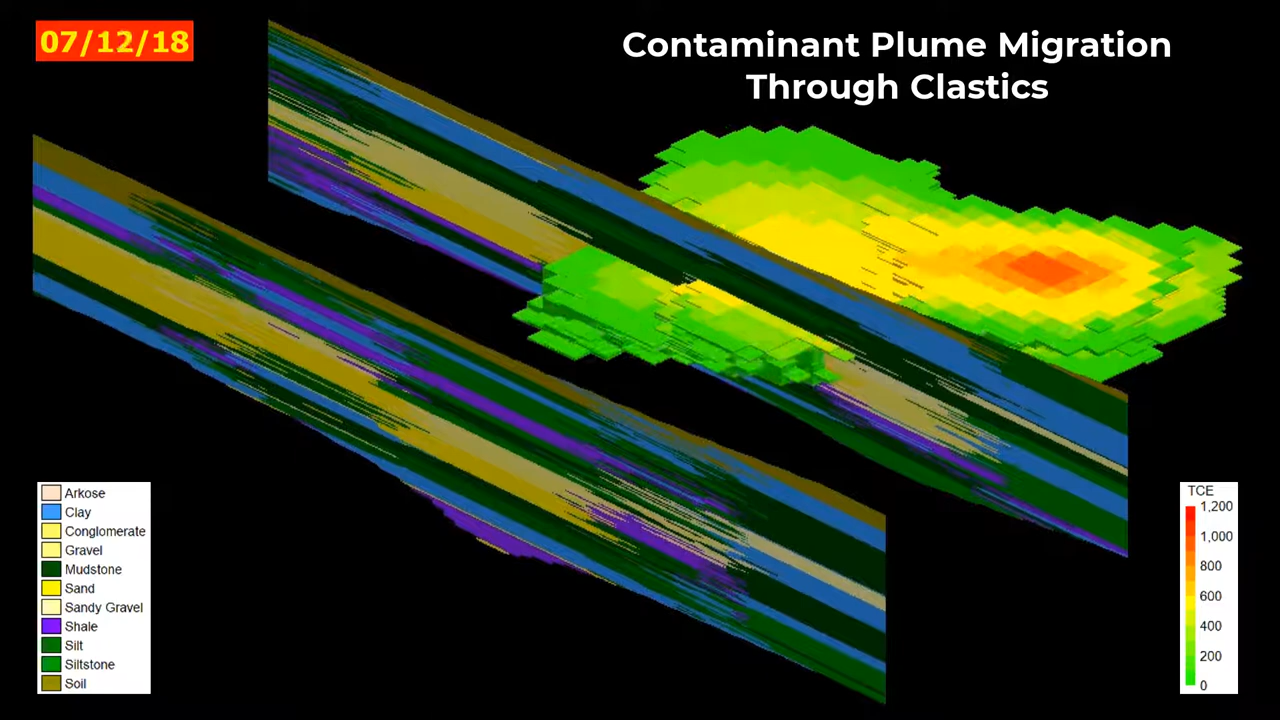 07/12/18
Contaminant Plume Migration
Through Clastics
Arkose
Clay
Conglomerate
Gravel
Mudstone
Sand
Sandy Gravel
Shale
Silt
Siltstone
Soil
TCE
1,200
1,000
800
600
400
200
0